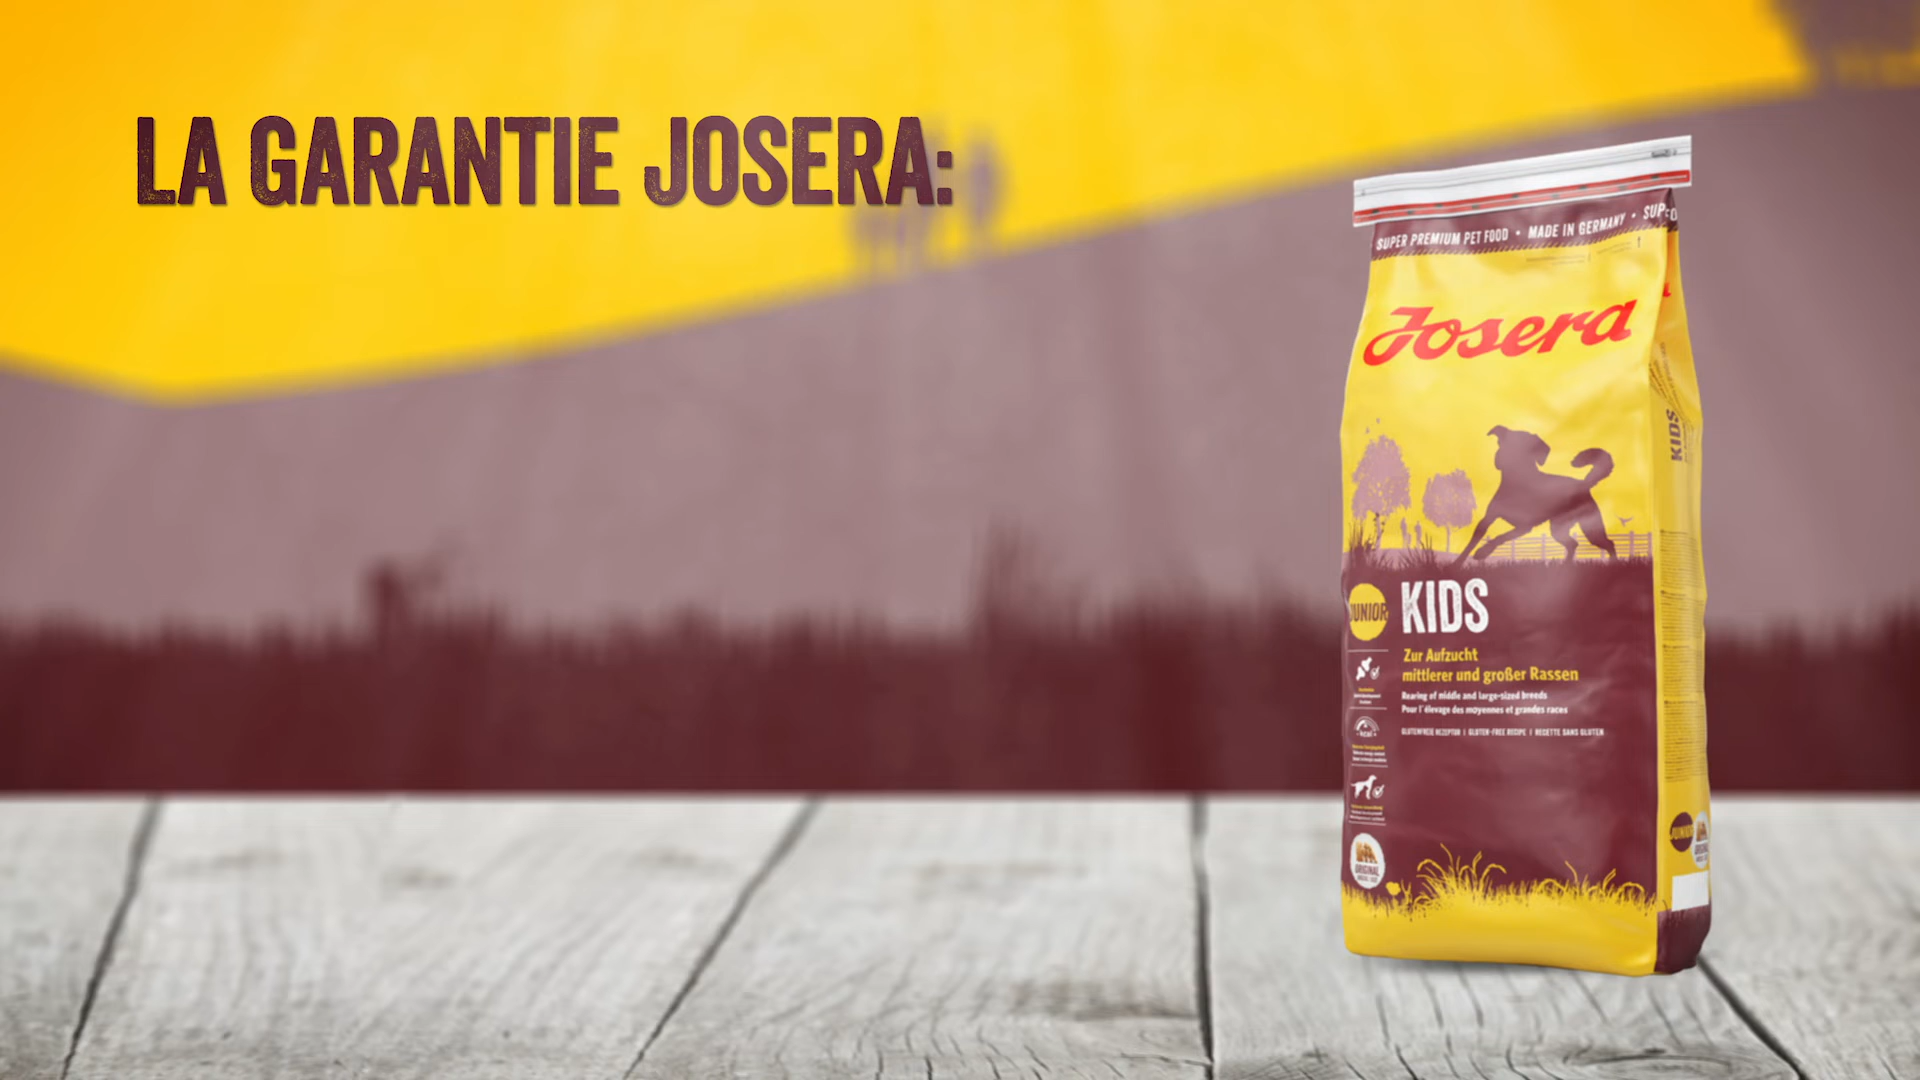 LA GARANTIE JOSERA:
SUPER PREMIUM PET FOOD • MADE IN GERMANY •
Josera
KIDS
JUNIOR
KIDS
Zur Aufzucht
mittlerer und großer Rassen
Rearing of middle and large-sized breeds
Pour l'élevage des moyennes et grandes races
GLUTENFREIE REZEPTUR | GLUTEN-FREE RECIPE | RECETTE SANS GLUTEN
JUNIOR
ORIGINAL